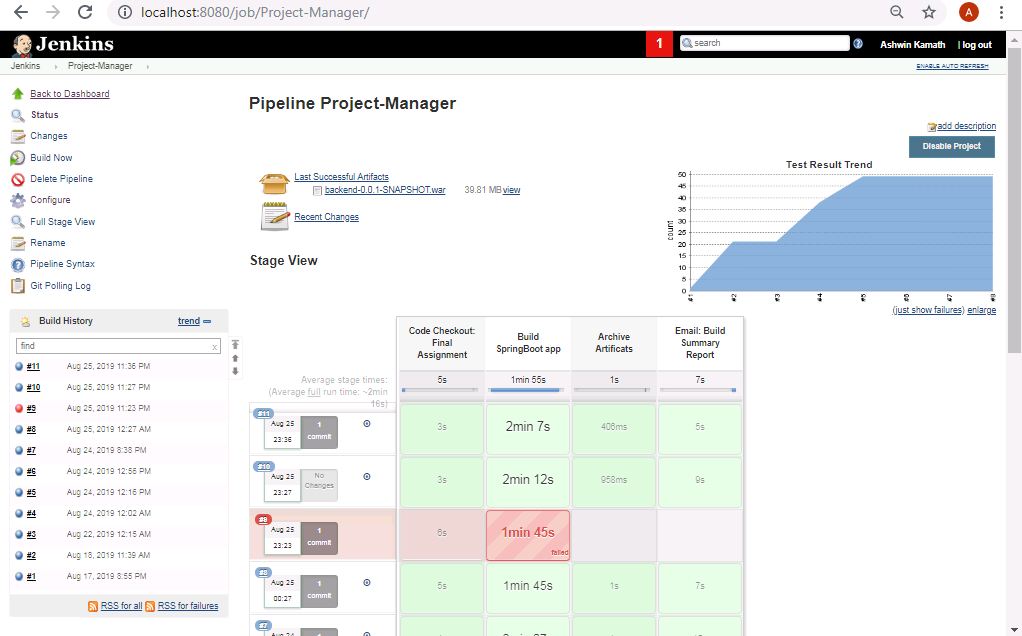 localhost:8080/job/Project-Manager/
A
Jenkins
1
search
Ashwin Kamath
| log out
Jenkins
Project-Manager
ENABLE AUTO REFRESH
Back to Dashboard
Status
Changes
Build Now
Delete Pipeline
Configure
Full Stage View
Rename
Pipeline Syntax
Git Polling Log
Build History
trend
find
x
#11 Aug 25, 2019 11:36 PM
#10 Aug 25, 2019 11:27 PM
#9 Aug 25, 2019 11:23 PM
#8 Aug 25, 2019 12:27 AM
#7 Aug 24, 2019 8:38 PM
#6 Aug 24, 2019 12:56 PM
#5 Aug 24, 2019 12:16 PM
#4 Aug 24, 2019 12:02 AM
#3 Aug 22, 2019 12:15 AM
#2 Aug 18, 2019 11:39 AM
#1 Aug 17, 2019 8:55 PM
RSS for all
RSS for failures
Pipeline Project-Manager
add description
Disable Project
Last Successful Artifacts
backend-0.0.1-SNAPSHOT.war 39.81 MB view
Recent Changes
Test Result Trend
count
50
45
40
35
30
25
20
15
10
5
0
#1
#2
#3
#4
#5
#6
#7
#8
(just show failures) enlarge
Stage View
Code Checkout:
Final
Assignment
Build
SpringBoot app
Archive
Artificats
Email: Build
Summary
Report
Average stage times:
(Average full run time: ~2min
16s)
5s
1min 55s
1s
7s
#11
Aug 25
23:36
1
commit
3s
2min 7s
406ms
5s
#10
Aug 25
23:27
No
Changes
3s
2min 12s
958ms
9s
#9
Aug 25
23:23
1
commit
6s
1min 45s
failed
#8
Aug 25
00:27
1
commit
5s
1min 45s
1s
7s
#7
Aug 24
1